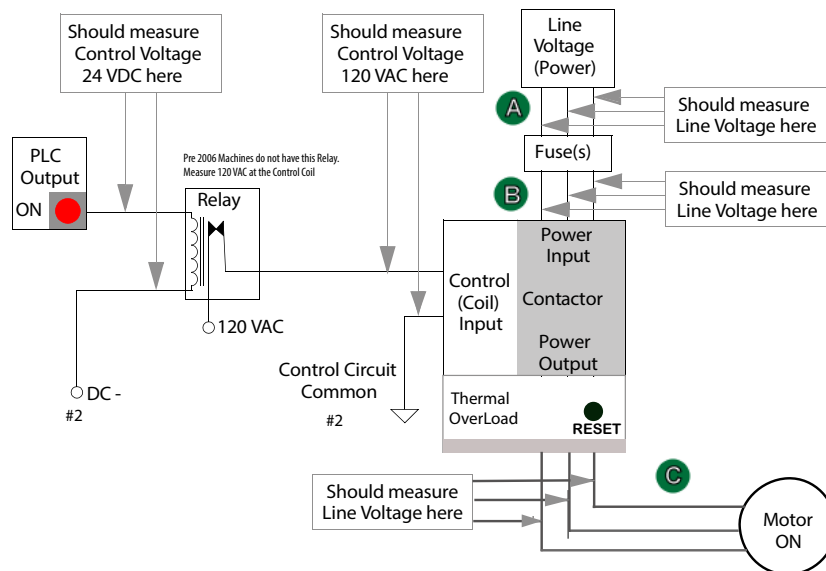 Should measure
Control Voltage
24 VDC here
Should measure
Control Voltage
120 VAC here
Line
Voltage
(Power)
A
Should measure
Line Voltage here
Fuse(s)
PLC
Output
ON
Pre 2006 Machines do not have this Relay.
Measure 120 VAC at the Control Coil
Relay
B
Should measure
Line Voltage here
Power
Input
Control
(Coil)
Input
Contactor
120 VAC
Power
Output
Control Circuit
Common
#2
DC -
#2
Thermal
OverLoad
RESET
C
Should measure
Line Voltage here
Motor
ON